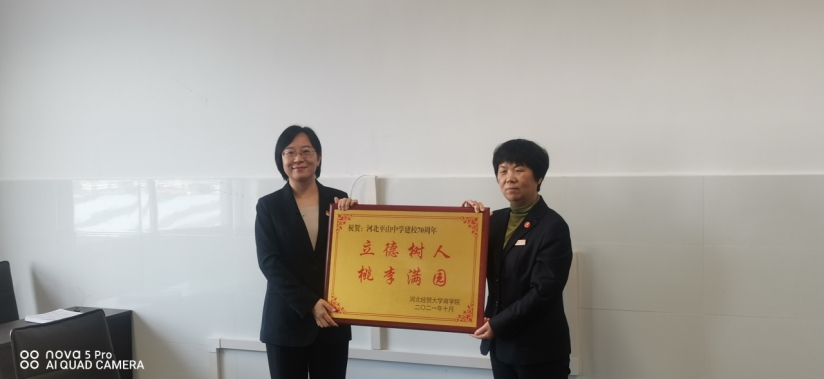 祝贺:河北平山中学建校70周年
立德树人
桃李满园
河北经贸大学商学院
二〇二一年十月
nova 5 Pro
AI QUAD CAMERA